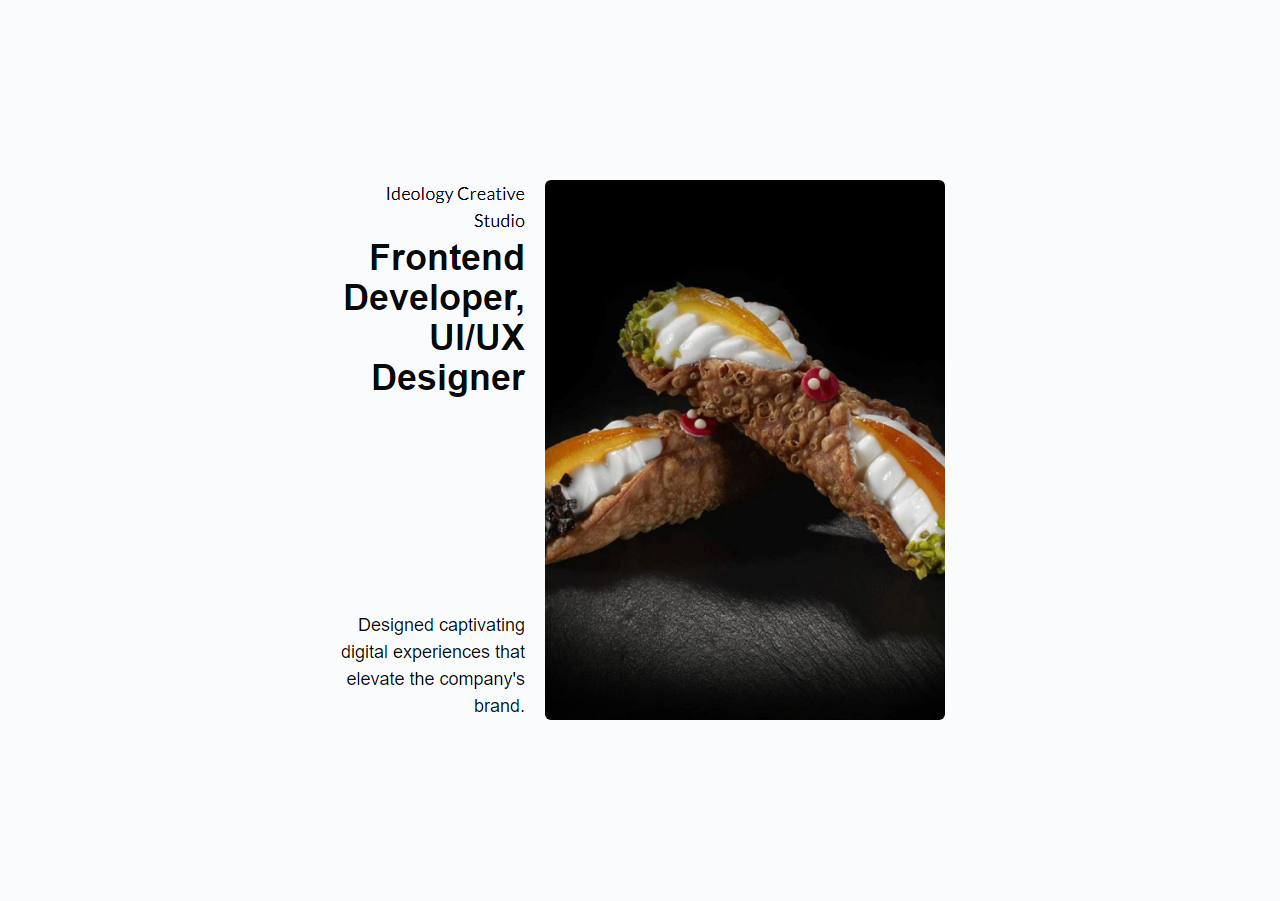 Ideology Creative
Studio
Frontend
Developer,
UI/UX
Designer
Designed captivating
digital experiences that
elevate the company's
brand.